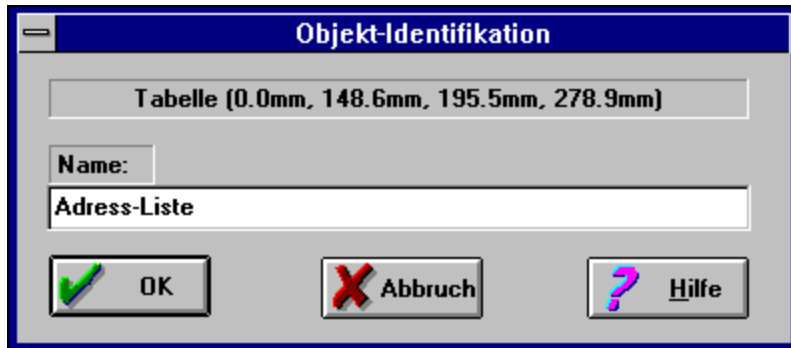 Objekt-Identifikation
Tabelle (0.0mm, 148.6mm, 195.5mm, 278.9mm)
Name:
Adress-Liste
OK Abbruch Hilfe